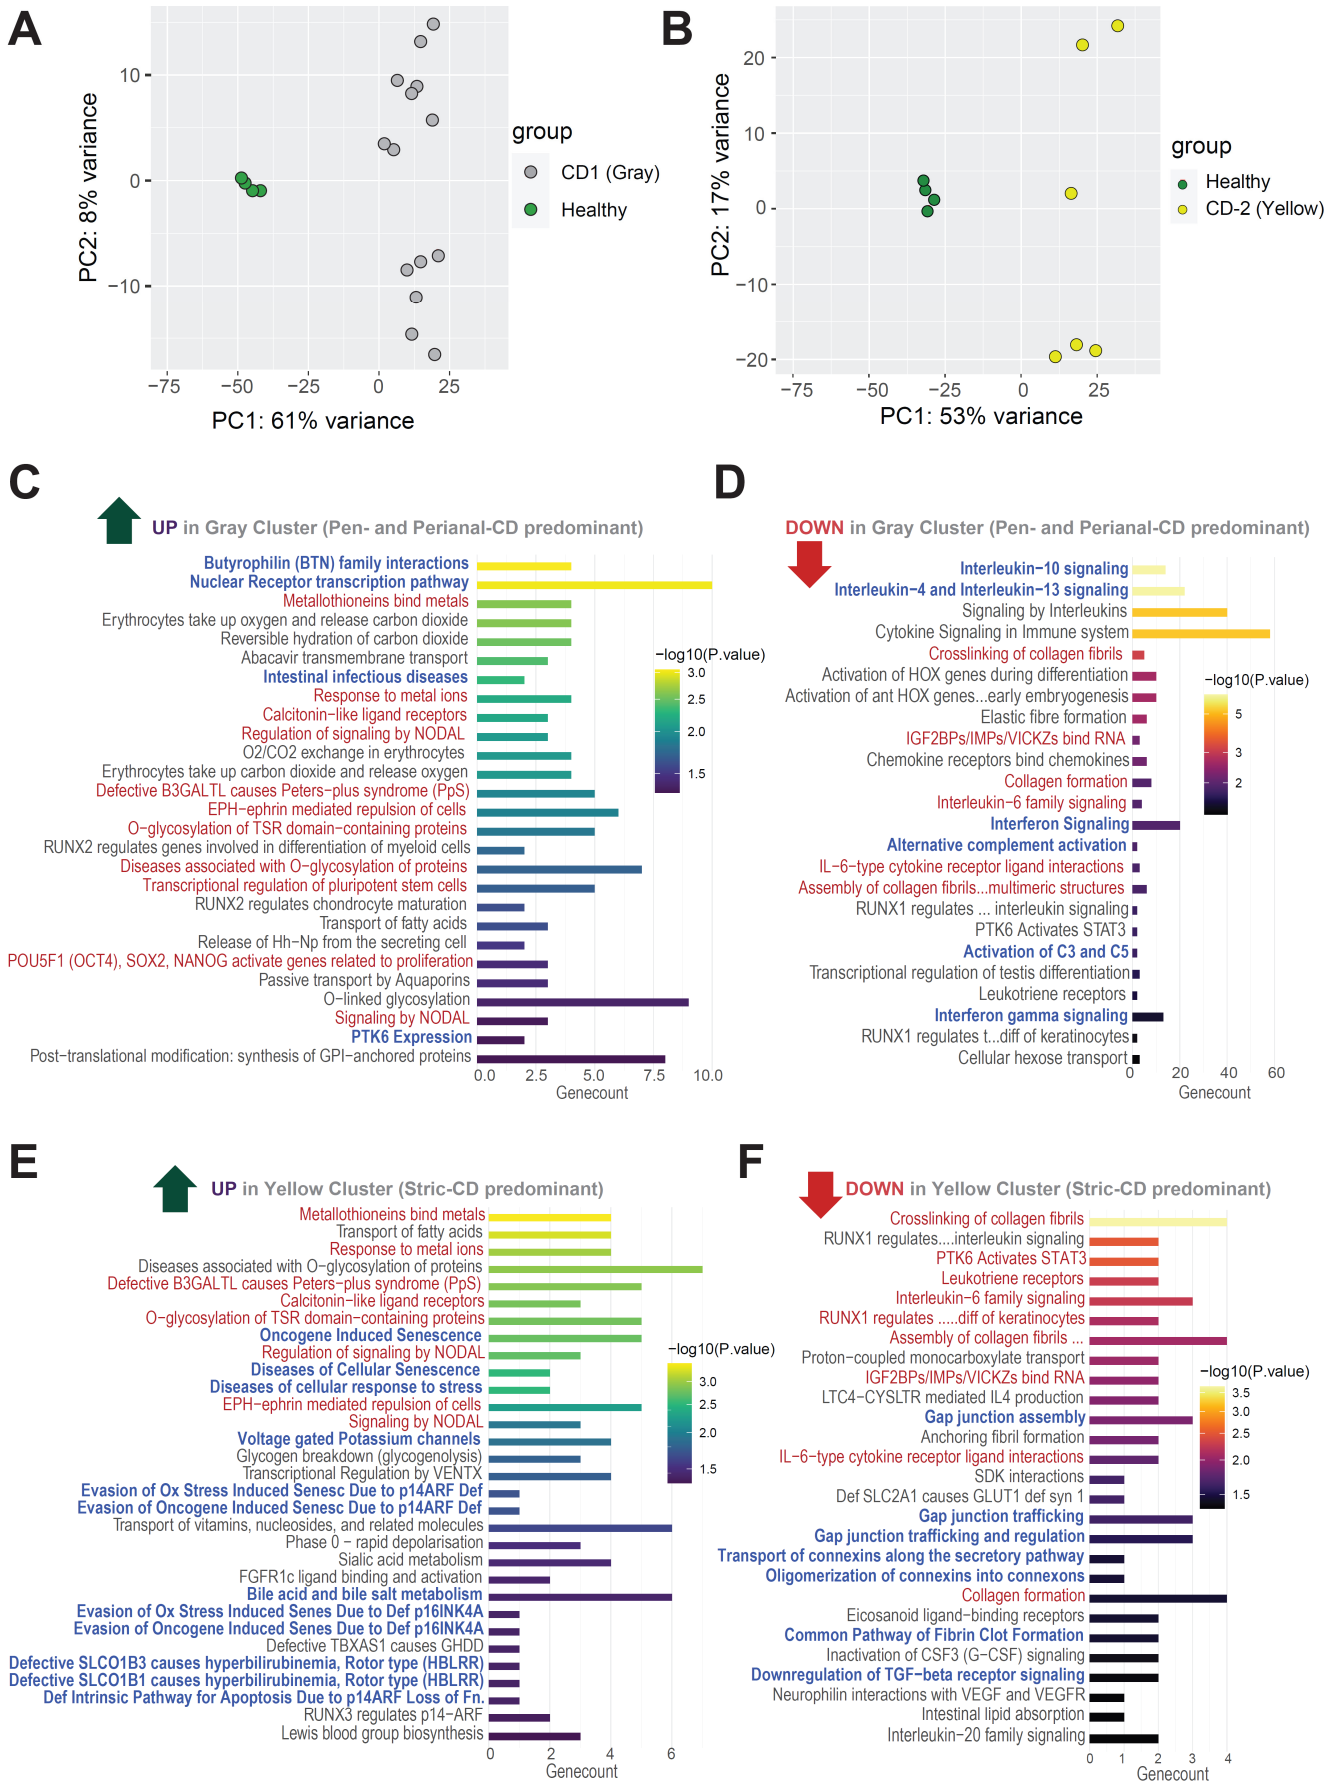 A
10
0
−10
PC2: 8% variance
−75
−50
−25
0
25
PC1: 61% variance
group
CD1 (Gray)
Healthy
B
20
10
0
−10
−20
PC2: 17% variance
−75
−50
−25
0
25
PC1: 53% variance
group
Healthy
CD-2 (Yellow)
C
UP in Gray Cluster (Pen- and Perianal-CD predominant)
Butyrophilin (BTN) family interactions
Nuclear Receptor transcription pathway
Metallothioneins bind metals
Erythrocytes take up oxygen and release carbon dioxide
Reversible hydration of carbon dioxide
Abacavir transmembrane transport
Intestinal infectious diseases
Response to metal ions
Calcitonin−like ligand receptors
Regulation of signaling by NODAL
O2/CO2 exchange in erythrocytes
Erythrocytes take up carbon dioxide and release oxygen
Defective B3GALTL causes Peters−plus syndrome (PpS)
EPH−ephrin mediated repulsion of cells
O−glycosylation of TSR domain−containing proteins
RUNX2 regulates genes involved in differentiation of myeloid cells
Diseases associated with O−glycosylation of proteins
Transcriptional regulation of pluripotent stem cells
RUNX2 regulates chondrocyte maturation
Transport of fatty acids
Release of Hh−Np from the secreting cell
POU5F1 (OCT4), SOX2, NANOG activate genes related to proliferation
Passive transport by Aquaporins
O−linked glycosylation
Signaling by NODAL
PTK6 Expression
Post−translational modification: synthesis of GPI−anchored proteins
0.0 2.5 5.0 7.5 10.0
Genecount
−log10(P.value)
3.0
2.5
2.0
1.5
D
DOWN in Gray Cluster (Pen- and Perianal-CD predominant)
Interleukin−10 signaling
Interleukin−4 and Interleukin−13 signaling
Signaling by Interleukins
Cytokine Signaling in Immune system
Crosslinking of collagen fibrils
Activation of HOX genes during differentiation
Activation of ant HOX genes...early embryogenesis
Elastic fibre formation
IGF2BPs/IMPs/VICKZs bind RNA
Chemokine receptors bind chemokines
Collagen formation
Interleukin−6 family signaling
Interferon Signaling
Alternative complement activation
IL−6−type cytokine receptor ligand interactions
Assembly of collagen fibrils...multimeric structures
RUNX1 regulates ... interleukin signaling
PTK6 Activates STAT3
Activation of C3 and C5
Transcriptional regulation of testis differentiation
Leukotriene receptors
Interferon gamma signaling
RUNX1 regulates t...diff of keratinocytes
Cellular hexose transport
0 20 40 60
Genecount
−log10(P.value)
5
3
2
E
UP in Yellow Cluster (Stric-CD predominant)
Metallothioneins bind metals
Transport of fatty acids
Response to metal ions
Diseases associated with O−glycosylation of proteins
Defective B3GALTL causes Peters−plus syndrome (PpS)
Calcitonin−like ligand receptors
O−glycosylation of TSR domain−containing proteins
Oncogene Induced Senescence
Regulation of signaling by NODAL
Diseases of Cellular Senescence
Diseases of cellular response to stress
EPH−ephrin mediated repulsion of cells
Signaling by NODAL
Voltage gated Potassium channels
Glycogen breakdown (glycogenolysis)
Transcriptional Regulation by VENTX
Evasion of Ox Stress Induced Senesc Due to p14ARF Def
Evasion of Oncogene Induced Senesc Due to p14ARF Def
Transport of vitamins, nucleosides, and related molecules
Phase 0 − rapid depolarisation
Sialic acid metabolism
FGFR1c ligand binding and activation
Bile acid and bile salt metabolism
Evasion of Ox Stress Induced Senes Due to Def p16INK4A
Evasion of Oncogene Induced Senes Due to Def p16INK4A
Defective TBXAS1 causes GHDD
Defective SLCO1B3 causes hyperbilirubinemia, Rotor type (HBLRR)
Defective SLCO1B1 causes hyperbilirubinemia, Rotor type (HBLRR)
Def Intrinsic Pathway for Apoptosis Due to p14ARF Loss of Fn.
RUNX3 regulates p14−ARF
Lewis blood group biosynthesis
0 2 4 6
Genecount
−log10(P.value)
3.0
2.5
2.0
1.5
F
DOWN in Yellow Cluster (Stric-CD predominant)
Crosslinking of collagen fibrils
RUNX1 regulates....interleukin signaling
PTK6 Activates STAT3
Leukotriene receptors
Interleukin−6 family signaling
RUNX1 regulates .....diff of keratinocytes
Assembly of collagen fibrils ...
Proton−coupled monocarboxylate transport
IGF2BPs/IMPs/VICKZs bind RNA
LTC4−CYSLTR mediated IL4 production
Gap junction assembly
Anchoring fibril formation
IL−6−type cytokine receptor ligand interactions
SDK interactions
Def SLC2A1 causes GLUT1 def syn 1
Gap junction trafficking
Gap junction trafficking and regulation
Transport of connexins along the secretory pathway
Oligomerization of connexins into connexons
Collagen formation
Eicosanoid ligand−binding receptors
Common Pathway of Fibrin Clot Formation
Inactivation of CSF3 (G−CSF) signaling
Downregulation of TGF−beta receptor signaling
Neurophilin interactions with VEGF and VEGFR
Intestinal lipid absorption
Interleukin−20 family signaling
0 1 2 3 4
Genecount
−log10(P.value)
3.5
3.0
2.5
2.0
1.5